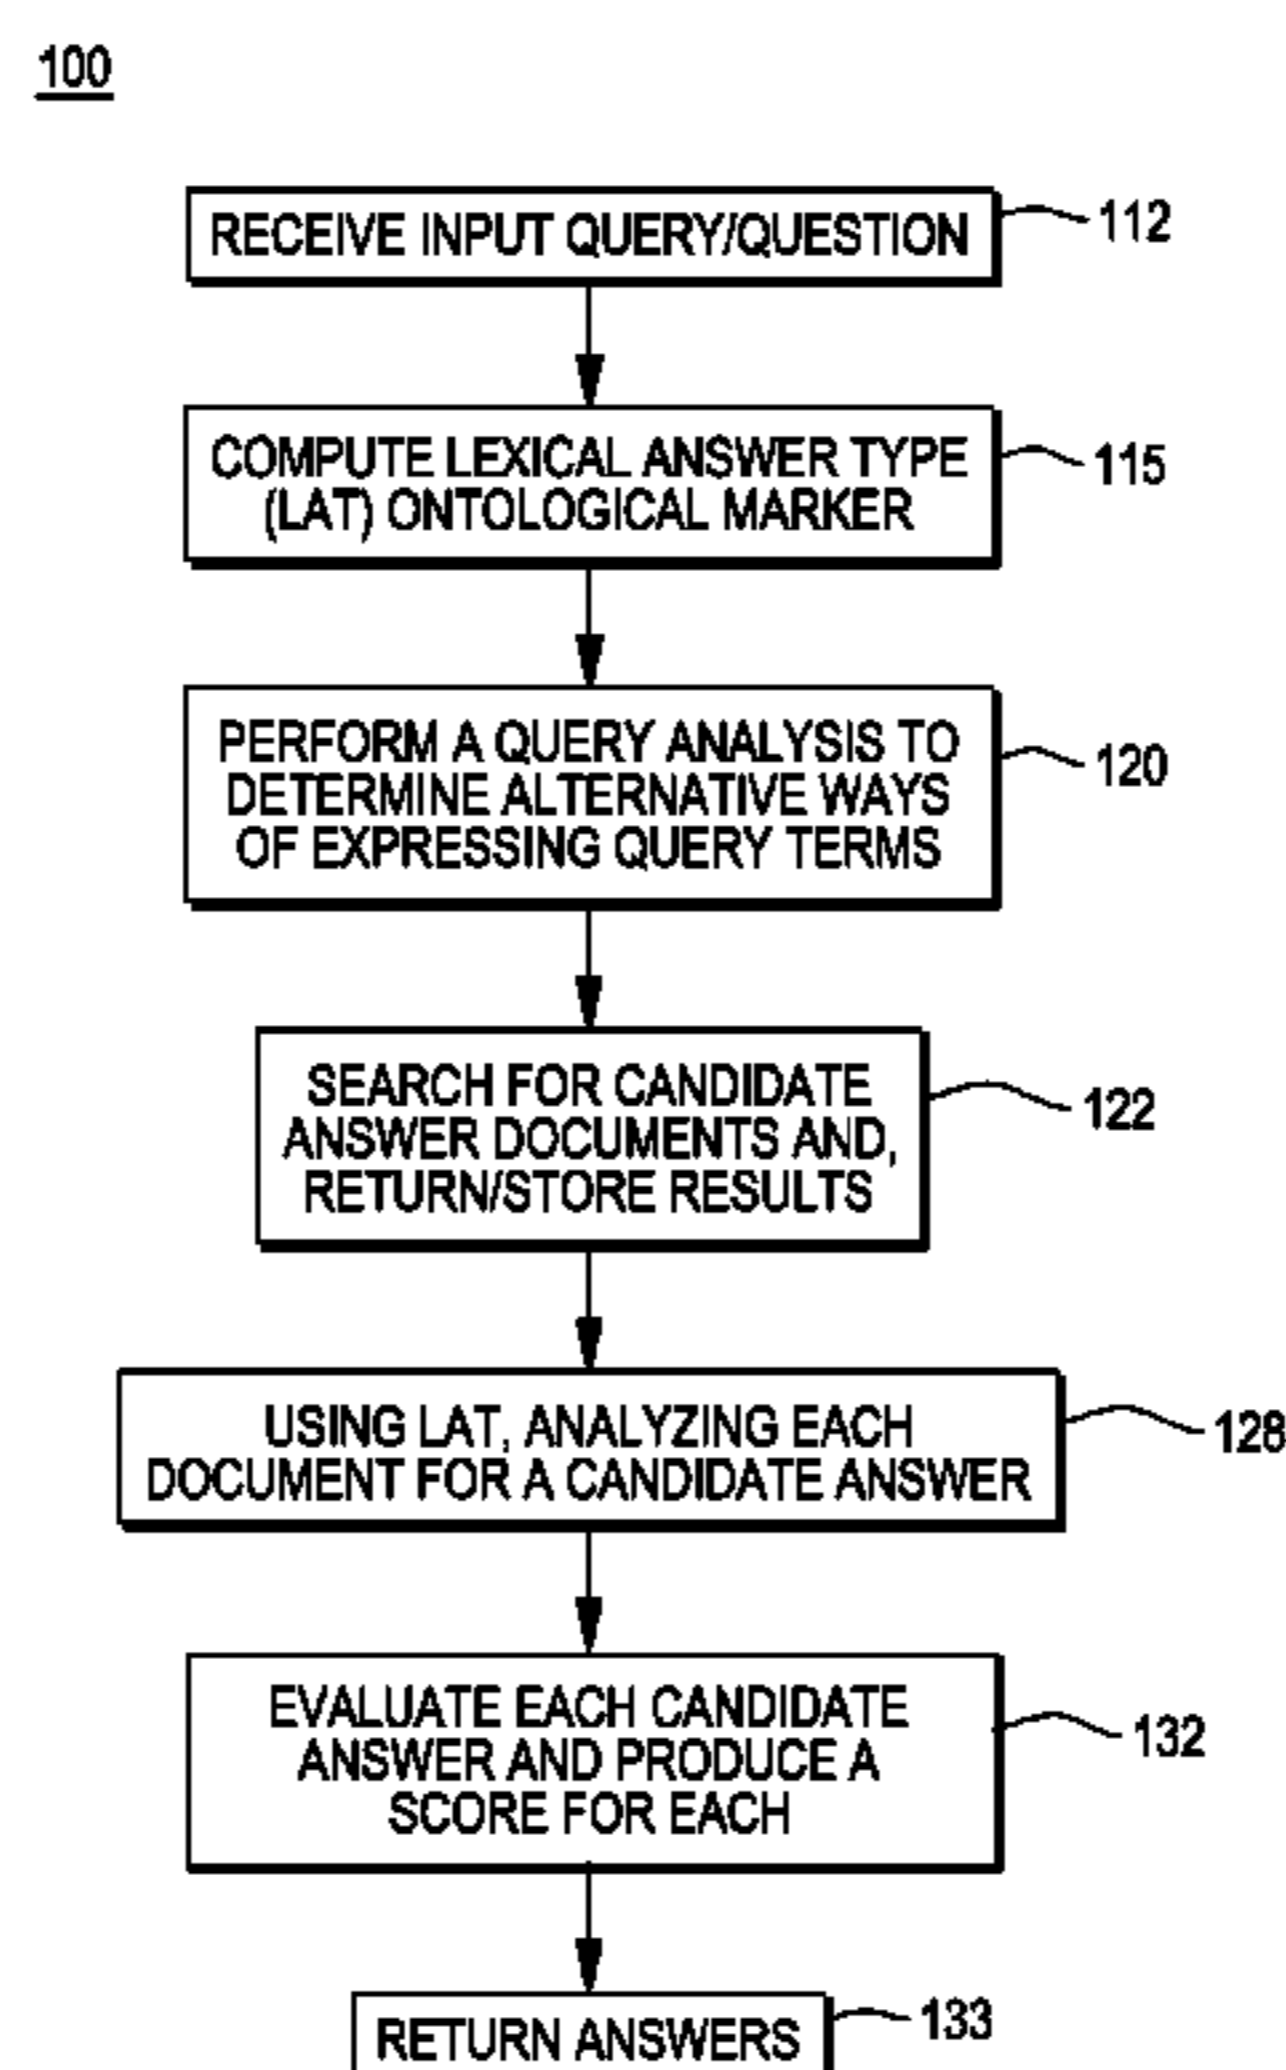 100
RECEIVE INPUT QUERY/QUESTION
112
COMPUTE LEXICAL ANSWER TYPE
(LAT) ONTOLOGICAL MARKER
115
PERFORM A QUERY ANALYSIS TO
DETERMINE ALTERNATIVE WAYS
OF EXPRESSING QUERY TERMS
120
SEARCH FOR CANDIDATE
ANSWER DOCUMENTS AND,
RETURN/STORE RESULTS
122
USING LAT, ANALYZING EACH
DOCUMENT FOR A CANDIDATE ANSWER
128
EVALUATE EACH CANDIDATE
ANSWER AND PRODUCE A
SCORE FOR EACH
132
RETURN ANSWERS
133